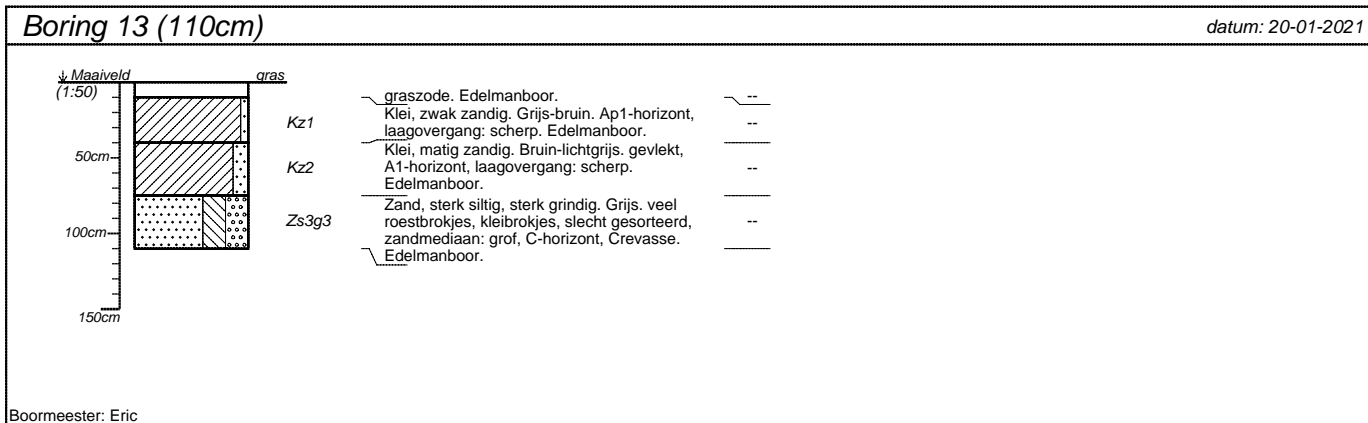 Boring 13 (110cm)
datum: 20-01-2021
Maaiveld
gras
(1:50)
graszode. Edelmanboor.
--
Kz1
Klei, zwak zandig. Grijs-bruin. Ap1-horizont,
laagovergang: scherp. Edelmanboor.
--
50cm
Kz2
Klei, matig zandig. Bruin-lichtgrijs. gevlekt,
A1-horizont, laagovergang: scherp.
Edelmanboor.
--
100cm
Zs3g3
Zand, sterk siltig, sterk grindig. Grijs. veel
roestbrokjes, kleibrokjes, slecht gesorteerd,
zandmediaan: grof, C-horizont, Crevasse.
Edelmanboor.
--
150cm
Boormeester: Eric